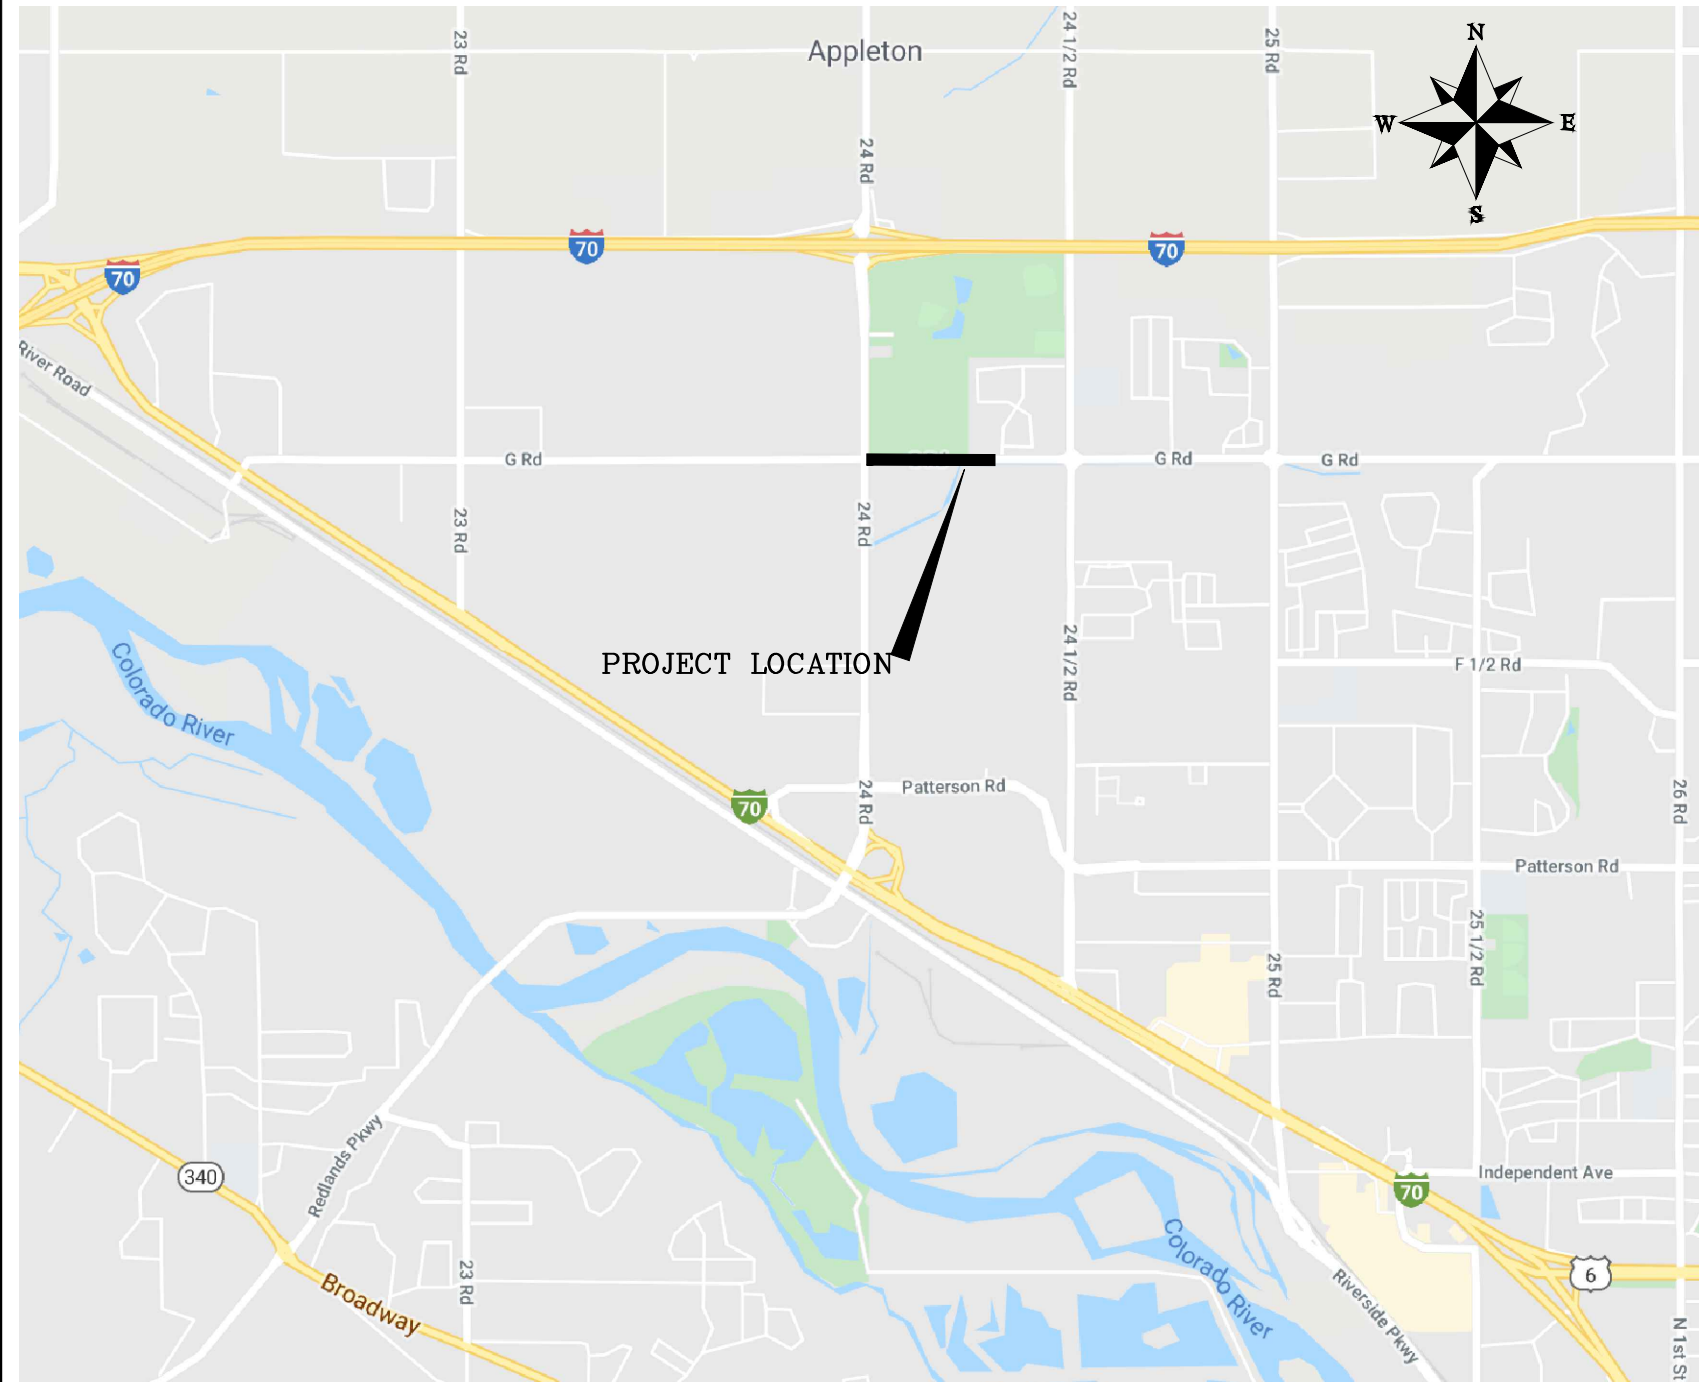 23 Rd
Appleton
24 1/2 Rd
25 Rd
N
W
E
S
24 Rd
70
70
70
River Road
G Rd
G Rd
G Rd
23 Rd
24 Rd
24 1/2 Rd
PROJECT LOCATION
F 1/2 Rd
Colorado River
70
Patterson Rd
24 Rd
26 Rd
Patterson Rd
25 1/2 Rd
25 Rd
340
Redlands Pkwy
Independent Ave
70
23 Rd
Broadway
Colorado River
6
Riverside Pkwy
N 1st St